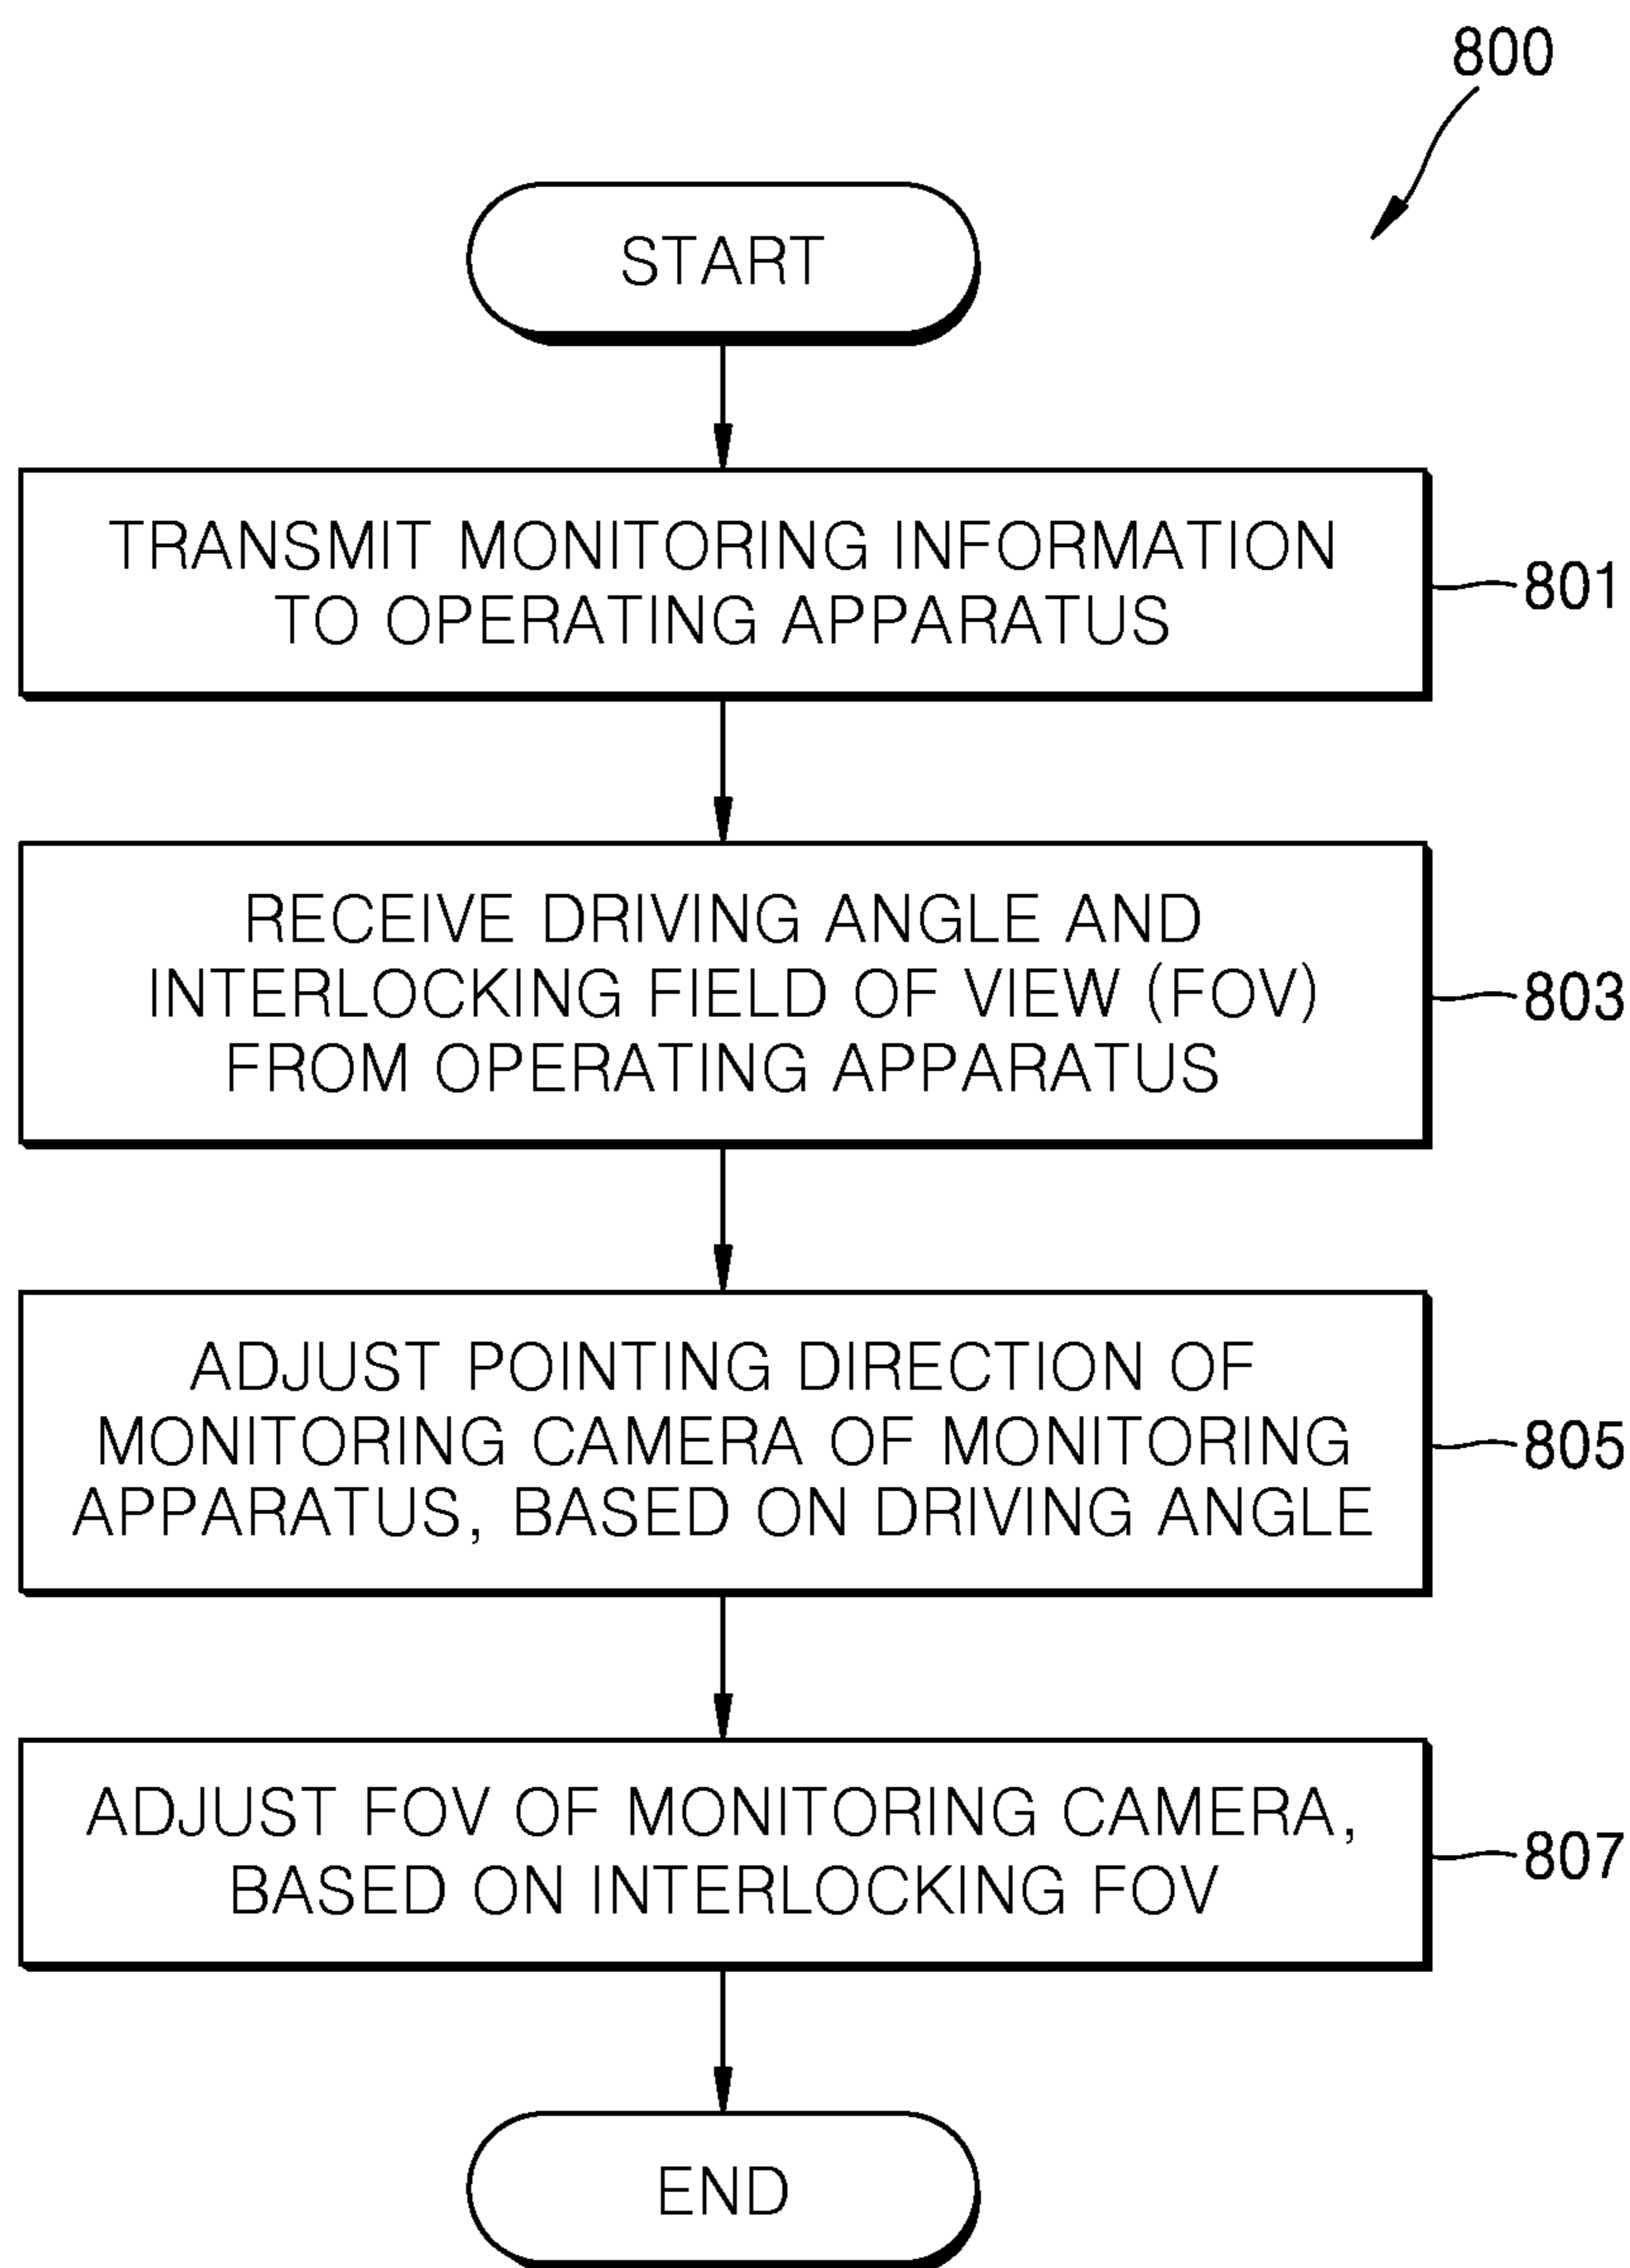 800
START
TRANSMIT MONITORING INFORMATION
TO OPERATING APPARATUS
801
RECEIVE DRIVING ANGLE AND
INTERLOCKING FIELD OF VIEW (FOV)
FROM OPERATING APPARATUS
803
ADJUST POINTING DIRECTION OF
MONITORING CAMERA OF MONITORING
APPARATUS, BASED ON DRIVING ANGLE
805
ADJUST FOV OF MONITORING CAMERA,
BASED ON INTERLOCKING FOV
807
END